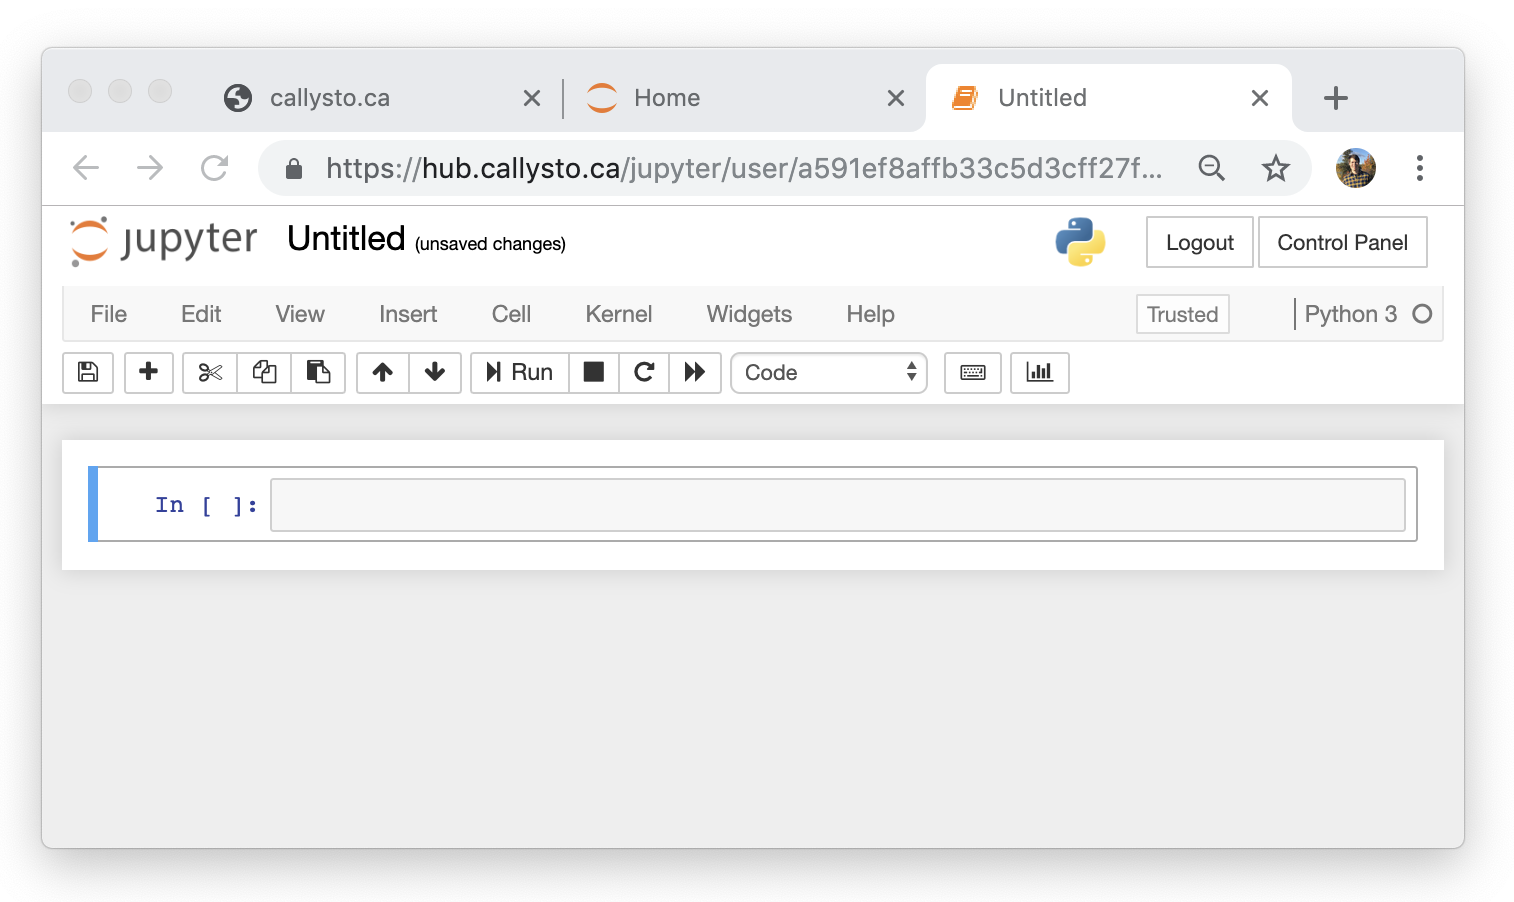 callysto.ca Home Untitled
https://hub.callysto.ca/jupyter/user/a591ef8affb33c5d3cff27f...
jupyter Untitled (unsaved changes) Logout Control Panel
File Edit View Insert Cell Kernel Widgets Help Trusted Python 3
Run Code
In [ ]: